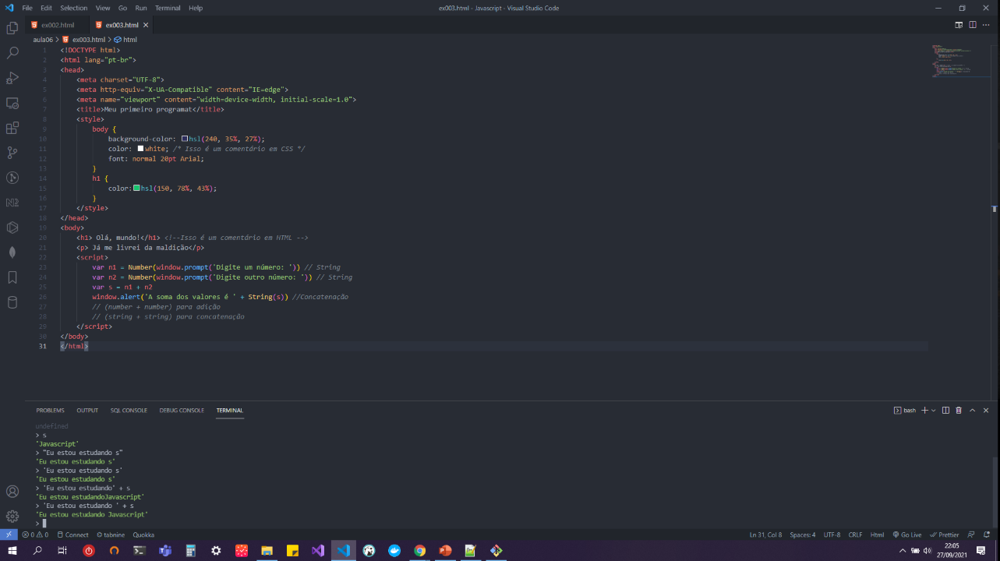 File Edit Selection View Go Run Terminal Help
ex003.html - Javascript - Visual Studio Code
ex002.html ex003.html
aula06 > ex003.html > html
1 <!DOCTYPE html>
2 <html lang="pt-br">
3 <head>
4 <meta charset="UTF-8">
5 <meta http-equiv="X-UA-Compatible" content="IE=edge">
6 <meta name="viewport" content="width=device-width, initial-scale=1.0">
7 <title>Meu primeiro programat</title>
8 <style>
9 body {
10 background-color: hsl(240, 35%, 27%);
11 color: white; /* Isso é um comentário em CSS */
12 font: normal 20pt Arial;
13 }
14 h1 {
15 color: hsl(150, 78%, 43%);
16 }
17 </style>
18 </head>
19 <body>
20 <h1> Olá, mundo!</h1> <!--Isso é um comentário em HTML -->
21 <p> Já me livrei da maldição</p>
22 <script>
23 var n1 = Number(window.prompt('Digite um número: ')) // String
24 var n2 = Number(window.prompt('Digite outro número: ')) // String
25 var s = n1 + n2
26 window.alert('A soma dos valores é ' + String(s)) //Concatenação
27 // (number + number) para adição
28 // (string + string) para concatenação
29 </script>
30 </body>
31 </html>
PROBLEMS OUTPUT SQL CONSOLE DEBUG CONSOLE TERMINAL
bash
undefined
> s
'Javascript'
> "Eu estou estudando s"
'Eu estou estudando s'
> 'Eu estou estudando s'
'Eu estou estudando s'
> 'Eu estou estudando' + s
'Eu estou estudandoJavascript'
> 'Eu estou estudando ' + s
'Eu estou estudando Javascript'
>
0 0 Connect tabnine Quokka
Ln 31, Col 8 Spaces: 4 UTF-8 CRLF Html Go Live Prettier
22:05
27/09/2021